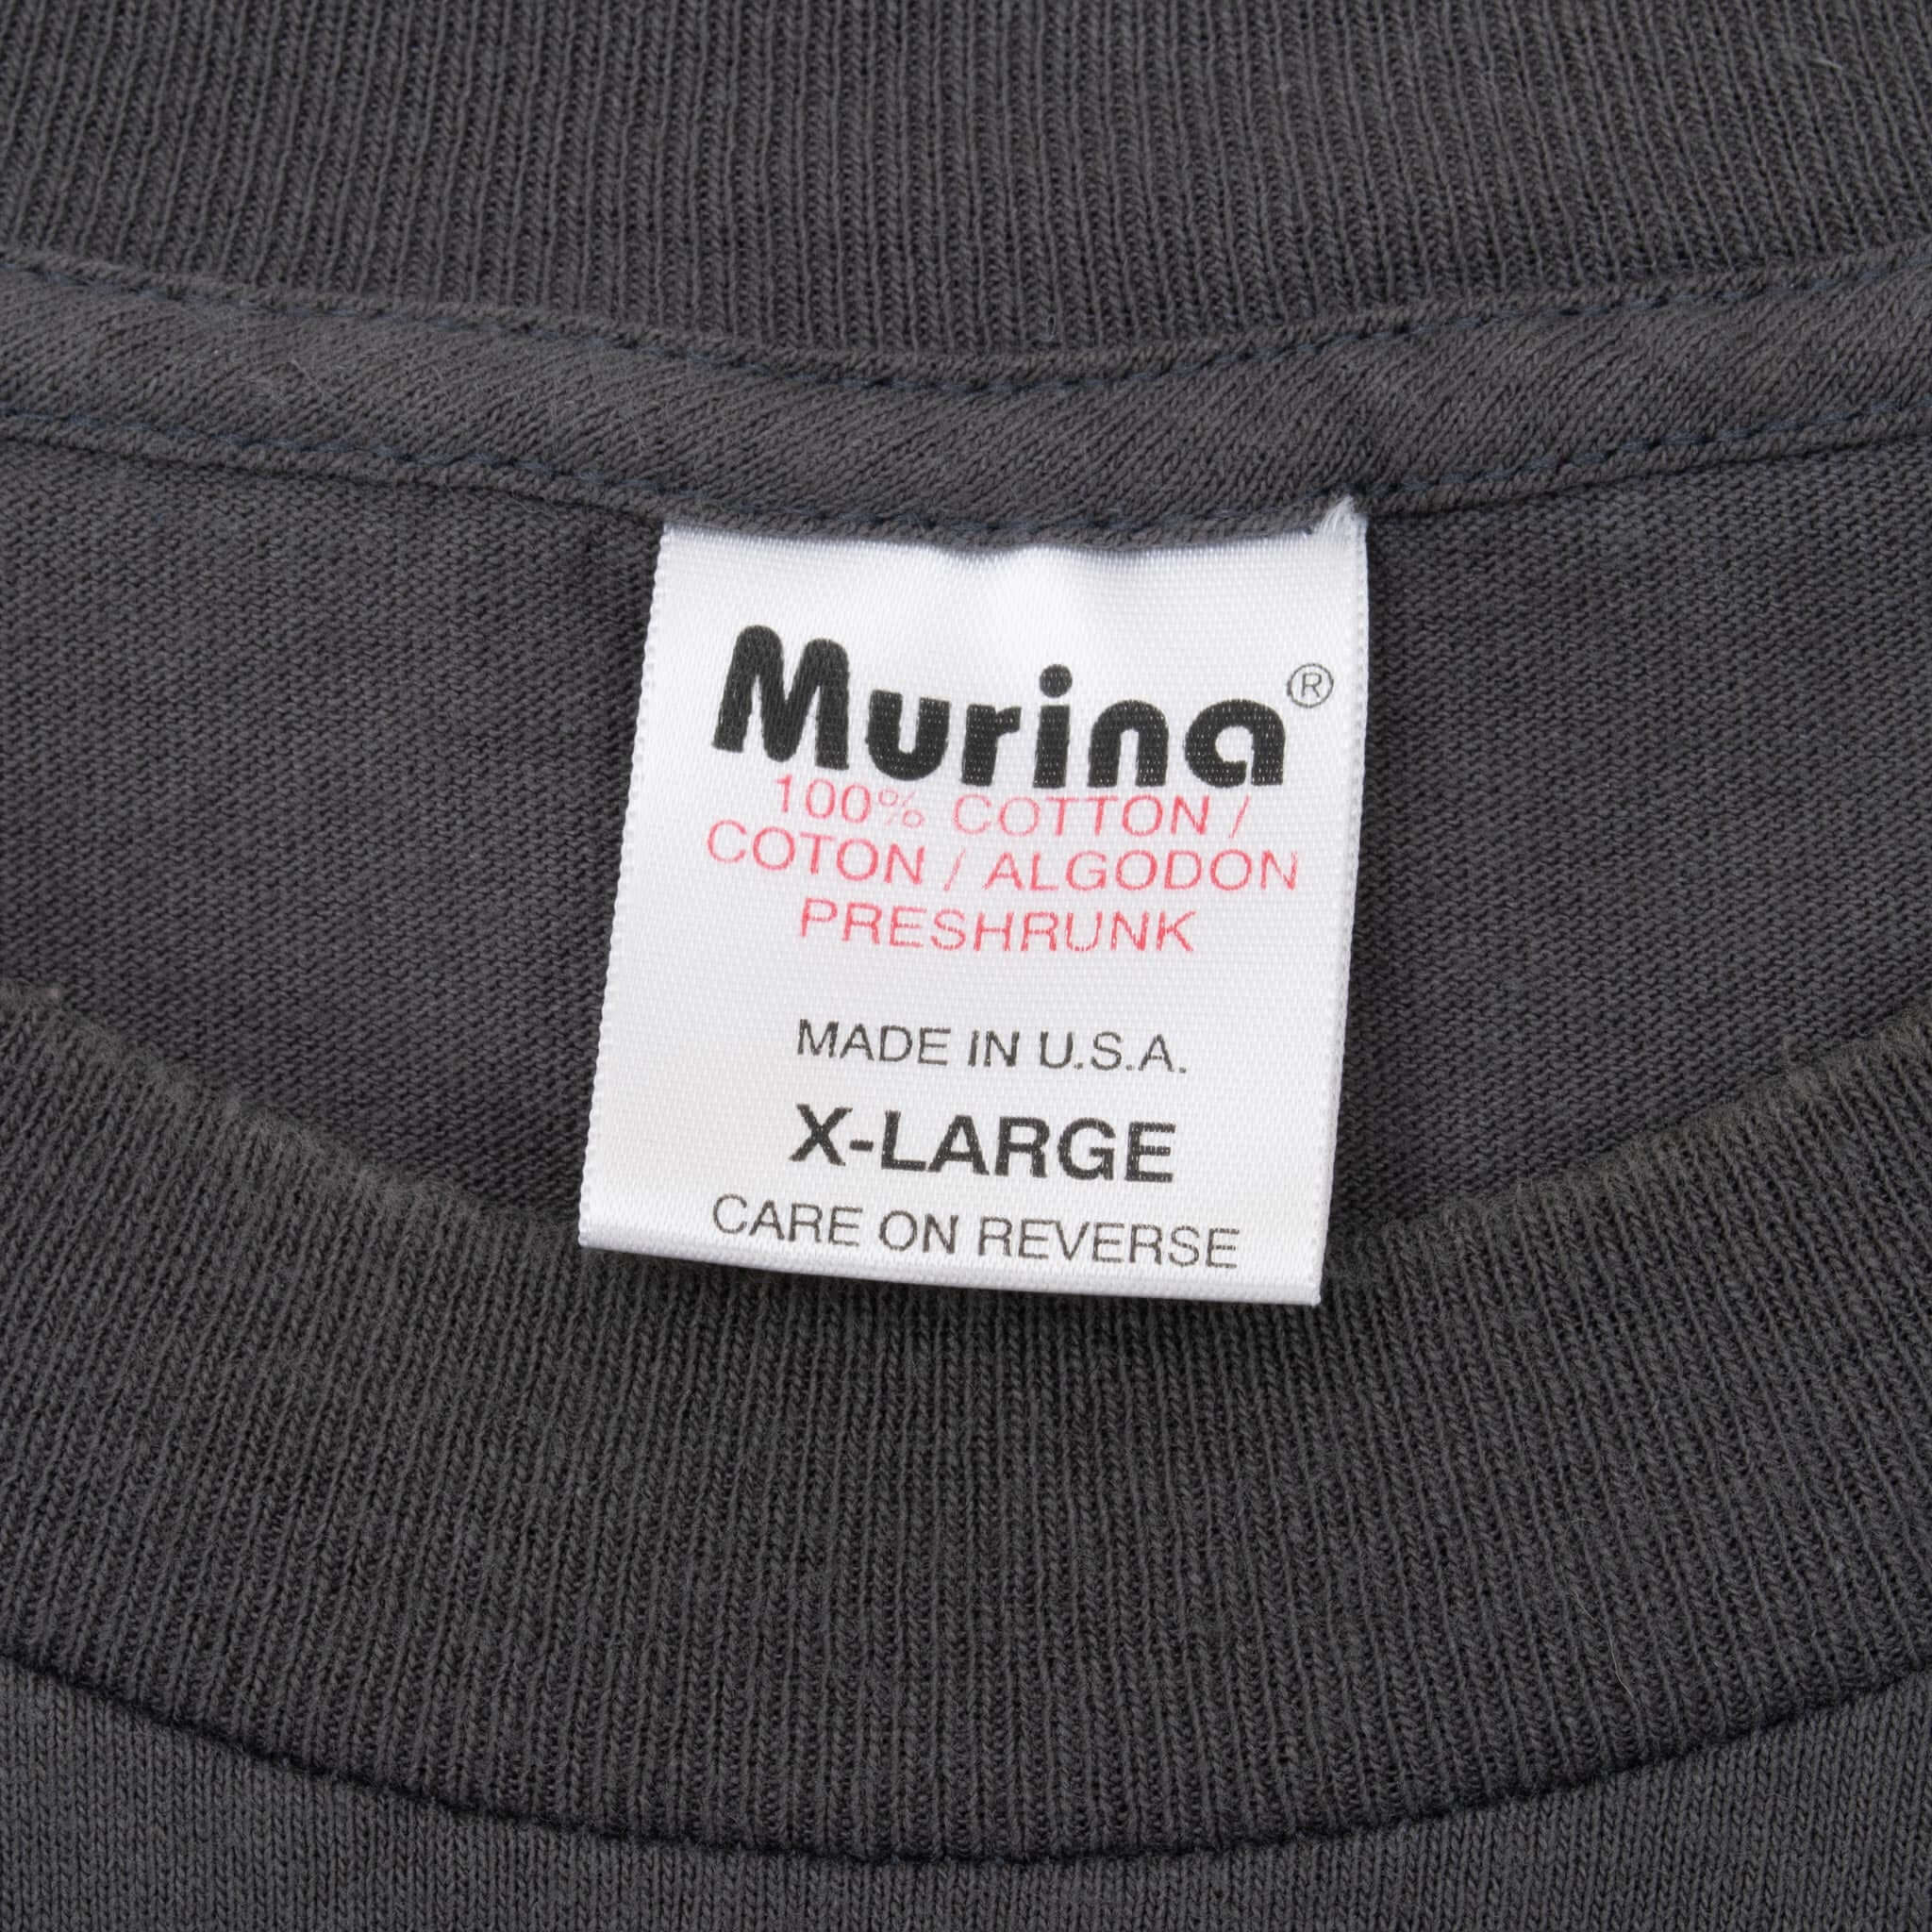 Murina®
100% COTTON /
COTON / ALGODON
PRESHRUNK
MADE IN U.S.A.
X-LARGE
CARE ON REVERSE